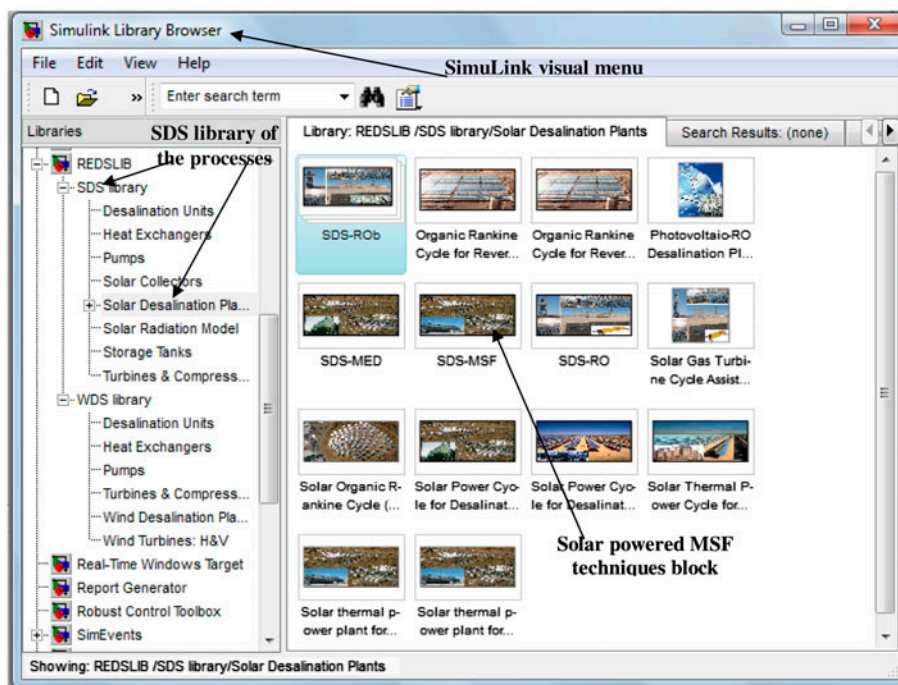 Simulink Library Browser
File Edit View Help
SimuLink visual menu
Enter search term
Libraries
SDS library of
the processes
REDSLIB
SDS library
Desalination Units
Heat Exchangers
Pumps
Solar Collectors
Solar Desalination Pla...
Solar Radiation Model
Storage Tanks
Turbines & Compress...
WDS library
Desalination Units
Heat Exchangers
Pumps
Turbines & Compress...
Wind Desalination Pla...
Wind Turbines: H&V
Real-Time Windows Target
Report Generator
Robust Control Toolbox
SimEvents
Library: REDSLIB /SDS library/Solar Desalination Plants
Search Results: (none)
SDS-ROb
Organic Rankine
Cycle for Rever...
Organic Rankine
Cycle for Rever...
Photovoltaio-RO
Desalination Pl...
SDS-MED
SDS-MSF
SDS-RO
Solar Gas Turbi-
ne Cycle Assist...
Solar Organic R-
ankine Cycle (...
Solar Power Cyc-
le for Desalinat...
Solar Power Cyc-
le for Desalinat...
Solar Thermal P-
ower Cycle for...
Solar powered MSF
techniques block
Solar thermal p-
ower plant for...
Solar thermal p-
ower plant for...
Showing: REDSLIB /SDS library/Solar Desalination Plants